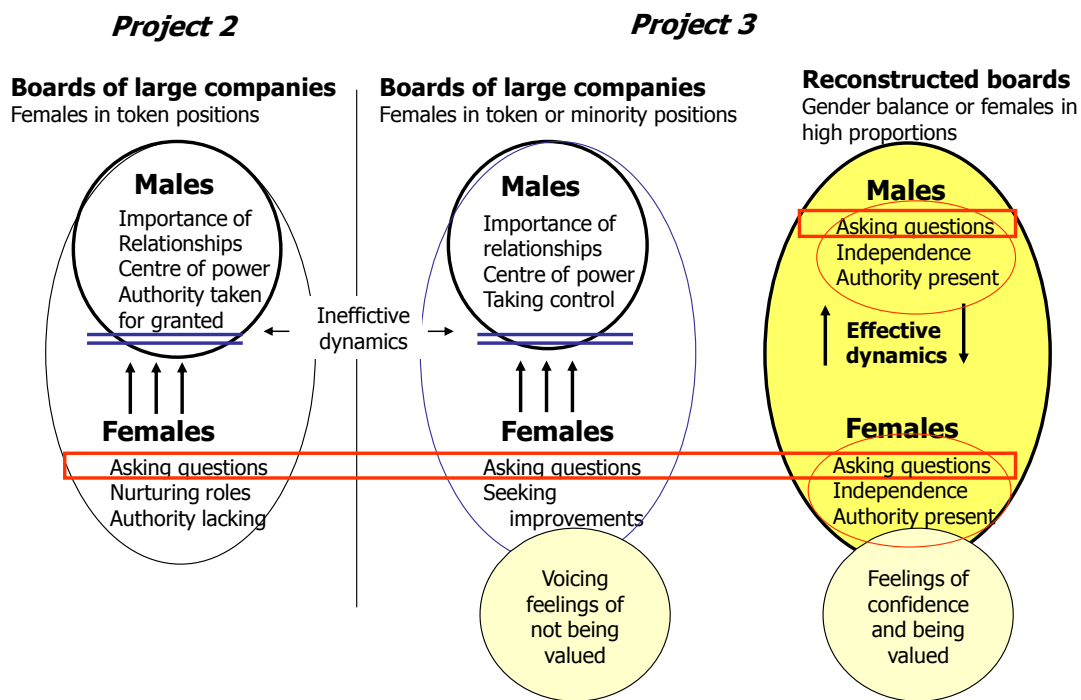 Project 2
Project 3
Boards of large companies
Females in token positions
Males
Importance of
Relationships
Centre of power
Authority taken
for granted
Females
Asking questions
Nurturing roles
Authority lacking
Ineffictive
dynamics
Boards of large companies
Females in token or minority positions
Males
Importance of
relationships
Centre of power
Taking control
Females
Asking questions
Seeking
improvements
Voicing
feelings of
not being
valued
Reconstructed boards
Gender balance or females in
high proportions
Males
Asking questions
Independence
Authority present
Effective
dynamics
Females
Asking questions
Independence
Authority present
Feelings of
confidence
and being
valued